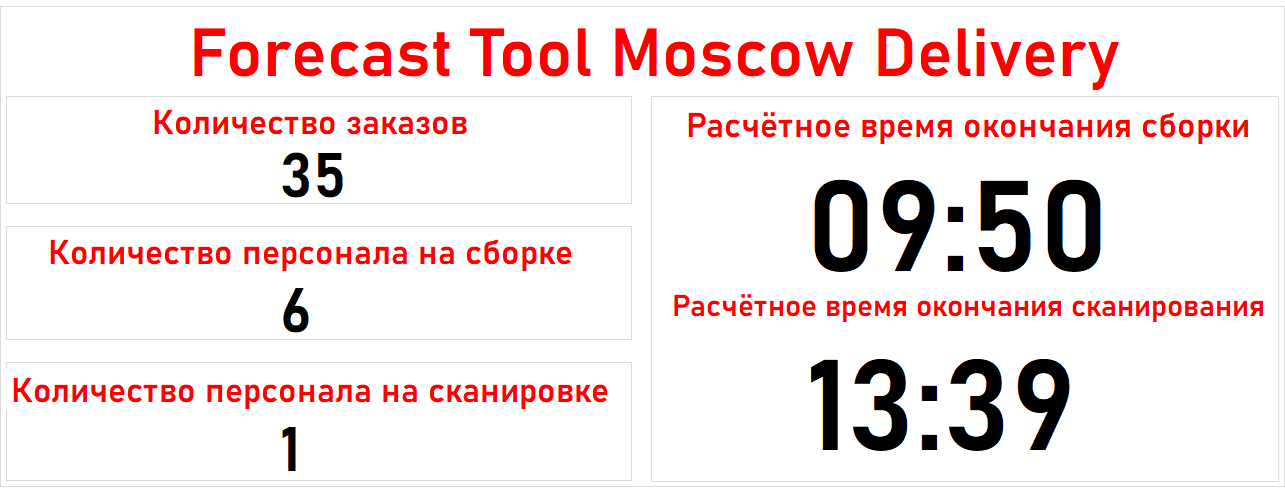 Forecast Tool Moscow Delivery
Количество заказов
35
Количество персонала на сборке
6
Количество персонала на сканировке
1
Расчётное время окончания сборки
09:50
Расчётное время окончания сканирования
13:39